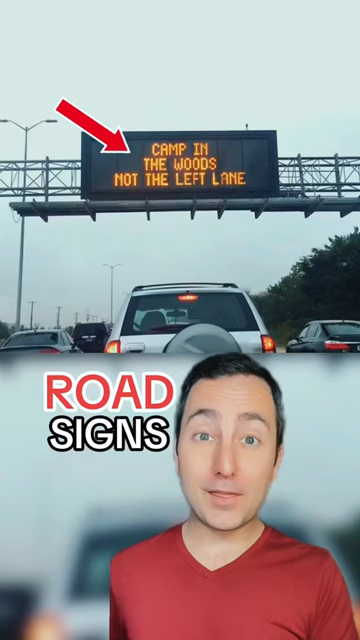 CAMP IN
THE WOODS
NOT THE LEFT LANE
ROAD
SIGNS